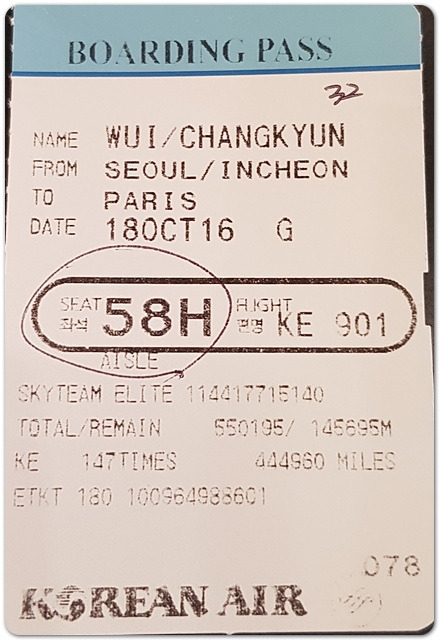 BOARDING PASS
32
NAME WUI/CHANGKYUN
FROM SEOUL/INCHEON
TO PARIS
DATE 18OCT16 G
SEAT 좌석 58H FLIGHT 편명 KE 901
AISLE
SKYTEAM ELITE 114417715140
TOTAL/REMAIN 550195/ 145695M
KE 147TIMES 444960 MILES
ETKT 180 100964988601
078
KOREAN AIR